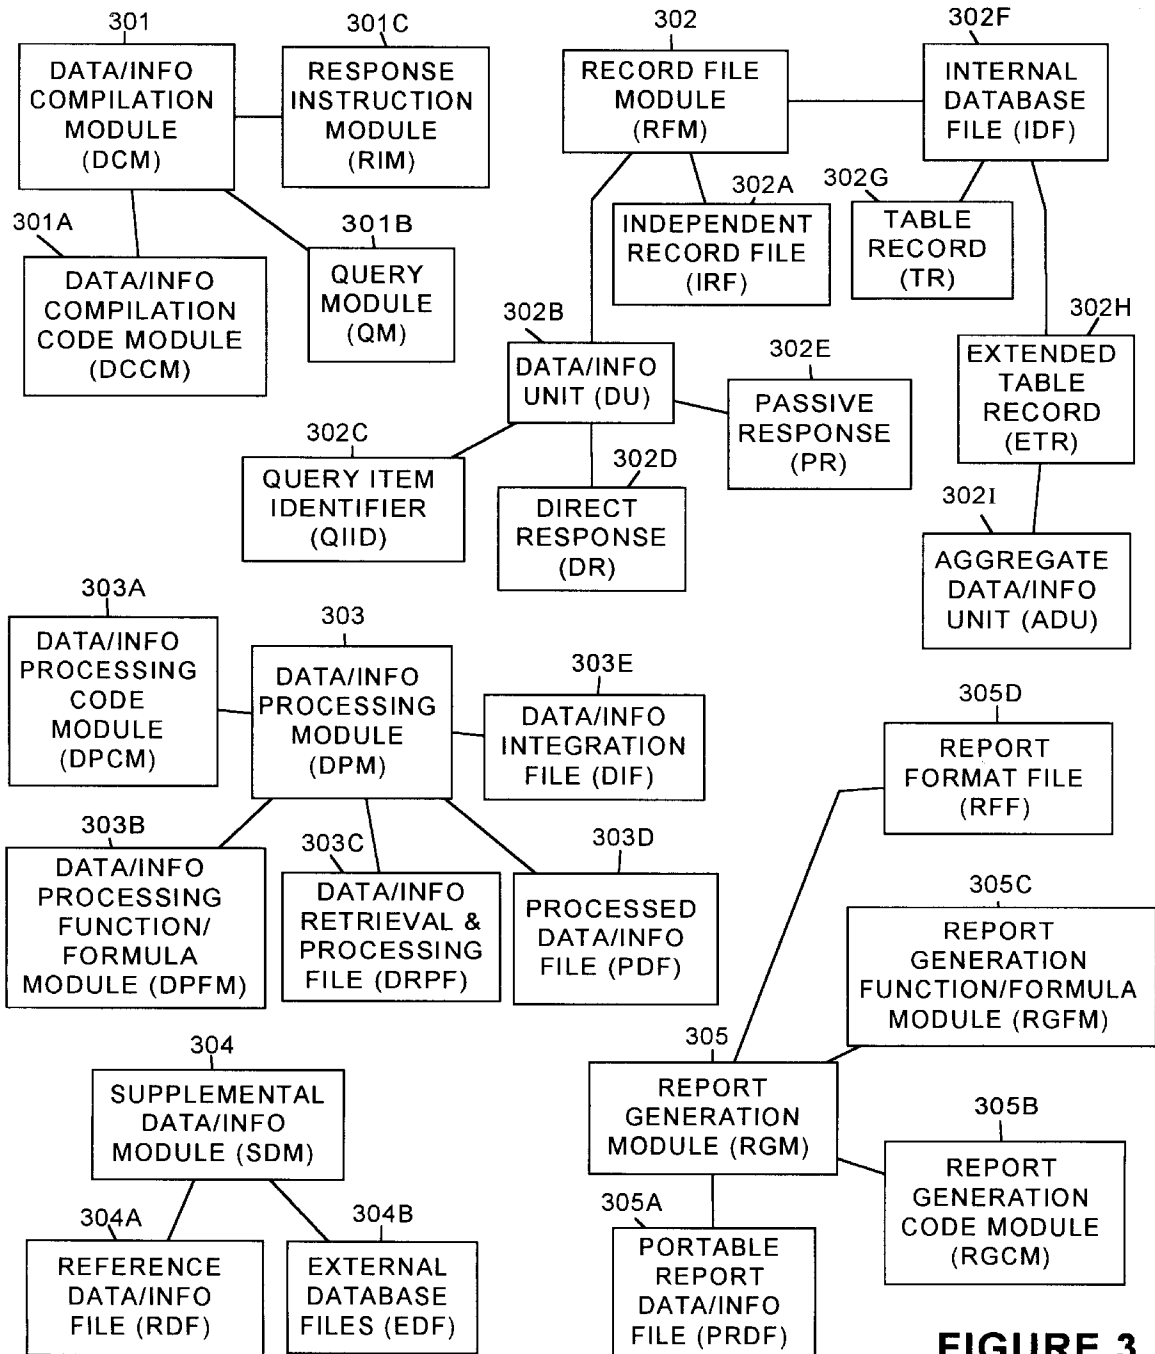 301
DATA/INFO
COMPILATION
MODULE
(DCM)
301C
RESPONSE
INSTRUCTION
MODULE
(RIM)
301A
DATA/INFO
COMPILATION
CODE MODULE
(DCCM)
301B
QUERY
MODULE
(QM)
302
RECORD FILE
MODULE
(RFM)
302F
INTERNAL
DATABASE
FILE (IDF)
302A
INDEPENDENT
RECORD FILE
(IRF)
302G
TABLE
RECORD
(TR)
302B
DATA/INFO
UNIT (DU)
302E
PASSIVE
RESPONSE
(PR)
302H
EXTENDED
TABLE
RECORD
(ETR)
302C
QUERY ITEM
IDENTIFIER
(QIID)
302D
DIRECT
RESPONSE
(DR)
302I
AGGREGATE
DATA/INFO
UNIT (ADU)
303A
DATA/INFO
PROCESSING
CODE
MODULE
(DPCM)
303
DATA/INFO
PROCESSING
MODULE
(DPM)
303E
DATA/INFO
INTEGRATION
FILE (DIF)
303B
DATA/INFO
PROCESSING
FUNCTION/
FORMULA
MODULE (DPFM)
303C
DATA/INFO
RETRIEVAL &
PROCESSING
FILE (DRPF)
303D
PROCESSED
DATA/INFO
FILE (PDF)
305D
REPORT
FORMAT FILE
(RFF)
305C
REPORT
GENERATION
FUNCTION/FORMULA
MODULE (RGFM)
304
SUPPLEMENTAL
DATA/INFO
MODULE (SDM)
305
REPORT
GENERATION
MODULE (RGM)
305B
REPORT
GENERATION
CODE MODULE
(RGCM)
304A
REFERENCE
DATA/INFO
FILE (RDF)
304B
EXTERNAL
DATABASE
FILES (EDF)
305A
PORTABLE
REPORT
DATA/INFO
FILE (PRDF)
FIGURE 3